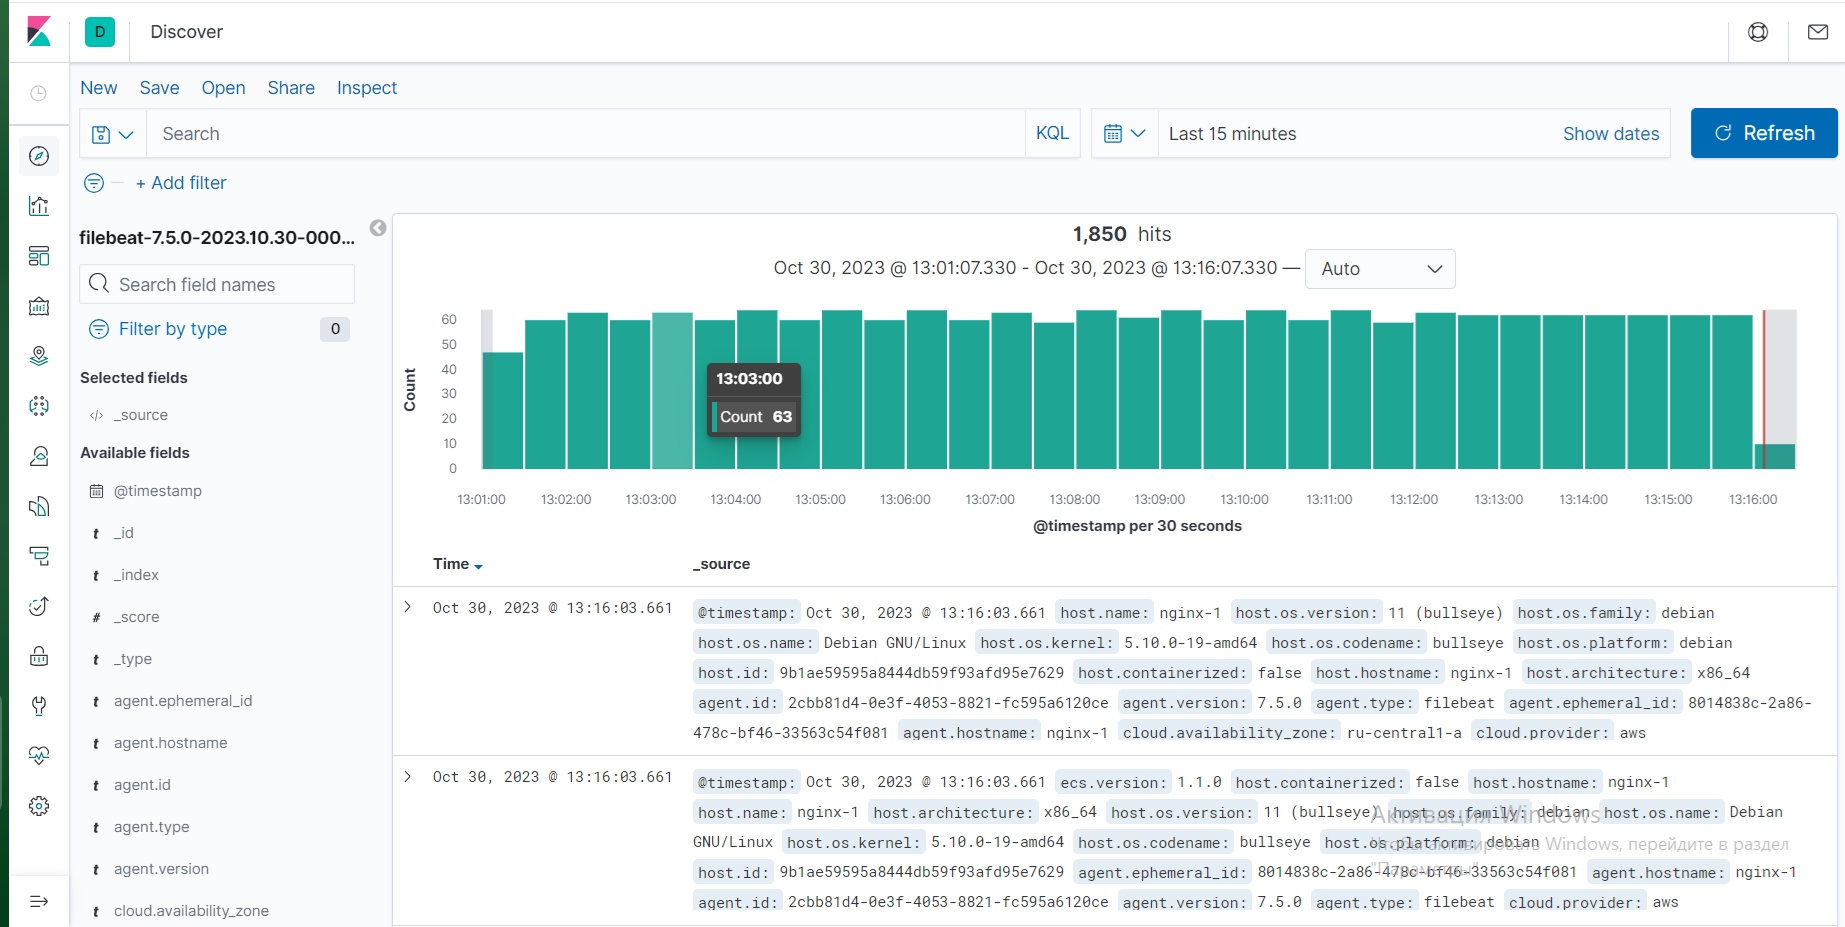 D Discover
New Save Open Share Inspect
Search KQL Last 15 minutes Show dates Refresh
+ Add filter
filebeat-7.5.0-2023.10.30-000...
Search field names
Filter by type 0
Selected fields
</> _source
Available fields
@timestamp
t _id
t _index
# _score
t _type
t agent.ephemeral_id
t agent.hostname
t agent.id
t agent.type
t agent.version
t cloud.availability_zone
1,850 hits
Oct 30, 2023 @ 13:01:07.330 - Oct 30, 2023 @ 13:16:07.330 — Auto
Count
60
50
40
30
20
10
0
13:03:00
Count 63
13:01:00 13:02:00 13:03:00 13:04:00 13:05:00 13:06:00 13:07:00 13:08:00 13:09:00 13:10:00 13:11:00 13:12:00 13:13:00 13:14:00 13:15:00 13:16:00
@timestamp per 30 seconds
Time _source
Oct 30, 2023 @ 13:16:03.661 @timestamp: Oct 30, 2023 @ 13:16:03.661 host.name: nginx-1 host.os.version: 11 (bullseye) host.os.family: debian
host.os.name: Debian GNU/Linux host.os.kernel: 5.10.0-19-amd64 host.os.codename: bullseye host.os.platform: debian
host.id: 9b1ae59595a8444db59f93afd95e7629 host.containerized: false host.hostname: nginx-1 host.architecture: x86_64
agent.id: 2cbb81d4-0e3f-4053-8821-fc595a6120ce agent.version: 7.5.0 agent.type: filebeat agent.ephemeral_id: 8014838c-2a86-
478c-bf46-33563c54f081 agent.hostname: nginx-1 cloud.availability_zone: ru-central1-a cloud.provider: aws
Oct 30, 2023 @ 13:16:03.661 @timestamp: Oct 30, 2023 @ 13:16:03.661 ecs.version: 1.1.0 host.containerized: false host.hostname: nginx-1
host.name: nginx-1 host.architecture: x86_64 host.os.version: 11 (bullseye) host.os.family: debian host.os.name: Debian
GNU/Linux host.os.kernel: 5.10.0-19-amd64 host.os.codename: bullseye host.os.platform: debian
host.id: 9b1ae59595a8444db59f93afd95e7629 agent.ephemeral_id: 8014838c-2a86-478c-bf46-33563c54f081 agent.hostname: nginx-1
agent.id: 2cbb81d4-0e3f-4053-8821-fc595a6120ce agent.version: 7.5.0 agent.type: filebeat cloud.provider: aws
Активация Windows
Чтобы активировать Windows, перейдите в раздел
"Параметры".